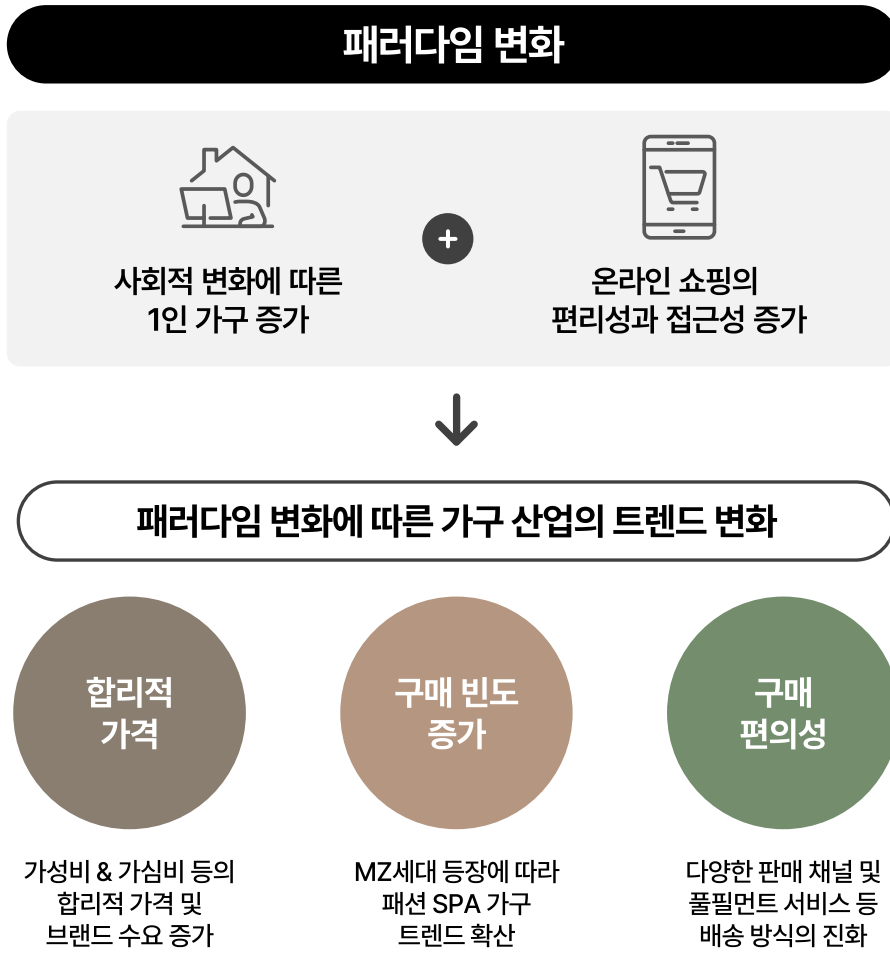 패러다임 변화
사회적 변화에 따른
1인 가구 증가
온라인 쇼핑의
편리성과 접근성 증가
패러다임 변화에 따른 가구 산업의 트렌드 변화
합리적
가격
구매 빈도
증가
구매
편의성
가성비 & 가심비 등의
합리적 가격 및
브랜드 수요 증가
MZ세대 등장에 따라
패션 SPA 가구
트렌드 확산
다양한 판매 채널 및
풀필먼트 서비스 등
배송 방식의 진화